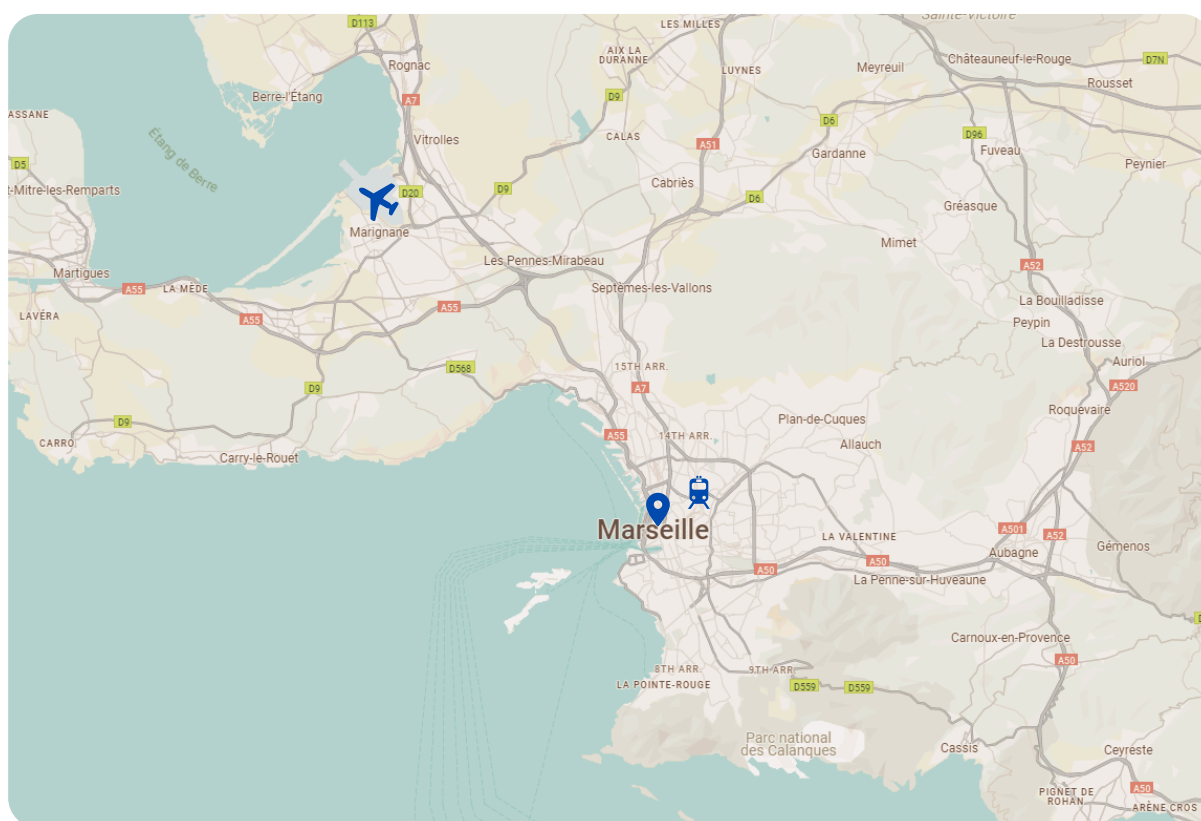 Sainte-Victoire
LES MILLES
D113
AIX LA
DURANNE
Châteauneuf-le-Rouge
D7N
Rognac
LUYNES
Meyreuil
Rousset
Berre-l'Étang
A7
D9
ASSANE
D6
D96
Vitrolles
CALAS
A51
Étang de Berre
Gardanne
Fuveau
D5
Peynier
Cabriès
t-Mitre-les-Remparts
D20
D9
D6
Gréasque
Marignane
Mimet
Les Pennes-Mirabeau
A52
Martigues
A55
LA MÈDE
Septèmes-les-Vallons
La Bouilladisse
A55
LAVÉRA
A55
Peypin
La Destrousse
15TH ARR.
D568
Auriol
D9
A7
A520
Roquevaire
D9
Plan-de-Cuques
A55
14TH ARR.
CARRO
Allauch
A52
Carry-le-Rouet
Marseille
A501
A52
LA VALENTINE
Gémenos
Aubagne
A50
A50
La Penne-sur-Huveaune
D
Carnoux-en-Provence
A50
8TH ARR.
9TH ARR.
LA POINTE-ROUGE
D559
D559
Parc national
des Calanques
Cassis
Ceyreste
A50
PIGNET DE
ROHAN
ARÈNE CROS